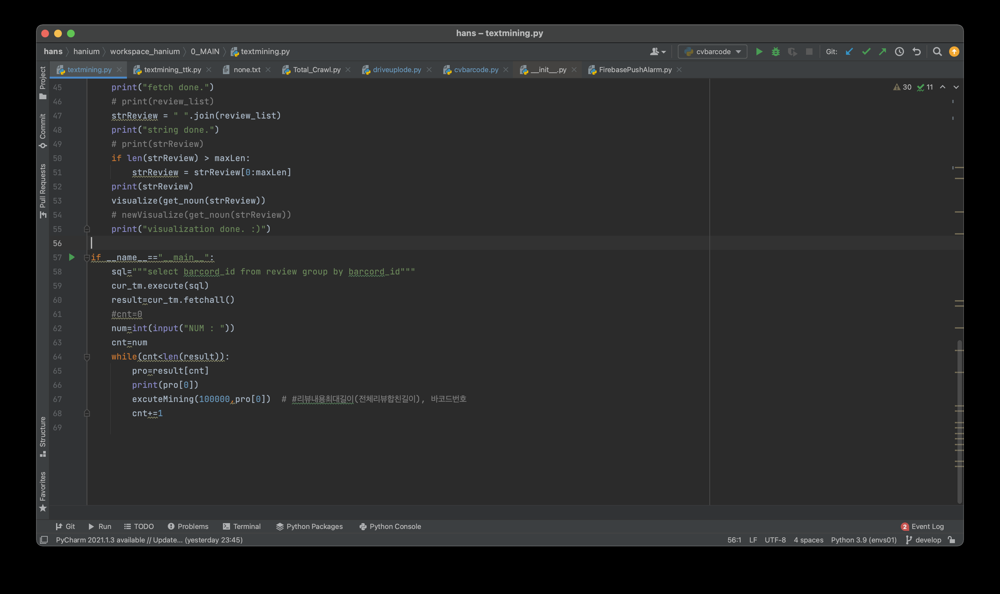 hans – textmining.py
hans hanium workspace_hanium 0_MAIN textmining.py cvbarcode Git:
textmining.py textmining_ttk.py none.txt Total_Crawl.py driveuplode.py cvbarcode.py __init__.py FirebasePushAlarm.py
Project
Commit
Pull Requests
Structure
Favorites
30 11
45 print("fetch done.")
46 # print(review_list)
47 strReview = " ".join(review_list)
48 print("string done.")
49 # print(strReview)
50 if len(strReview) > maxLen:
51 strReview = strReview[0:maxLen]
52 print(strReview)
53 visualize(get_noun(strReview))
54 # newVisualize(get_noun(strReview))
55 print("visualization done. :)")
56
57 if __name__=="__main__":
58 sql="""select barcord_id from review group by barcord_id"""
59 cur_tm.execute(sql)
60 result=cur_tm.fetchall()
61 #cnt=0
62 num=int(input("NUM : "))
63 cnt=num
64 while(cnt<len(result)):
65 pro=result[cnt]
66 print(pro[0])
67 excuteMining(100000,pro[0]) # #리뷰내용최대길이(전체리뷰합친길이), 바코드번호
68 cnt+=1
69
Git Run TODO Problems Terminal Python Packages Python Console 2 Event Log
PyCharm 2021.1.3 available // Update... (yesterday 23:45) 56:1 LF UTF-8 4 spaces Python 3.9 (envs01) develop